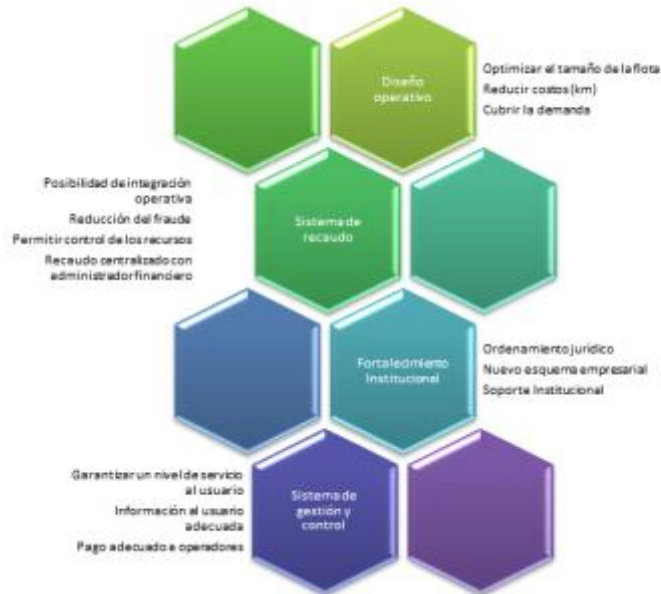 Diseño
operativo
Optimizar el tamaño de la flota
Reducir costos (km)
Cubrir la demanda
Posibilidad de integración
operativa
Reducción del fraude
Permitir control de los recursos
Recaudo centralizado con
administrador financiero
Sistema de
recaudo
Fortalecimiento
Institucional
Ordenamiento jurídico
Nuevo esquema empresarial
Soporte Institucional
Garantizar un nivel de servicio
al usuario
Información al usuario
adecuada
Pago adecuado a operadores
Sistema de
gestión y
control